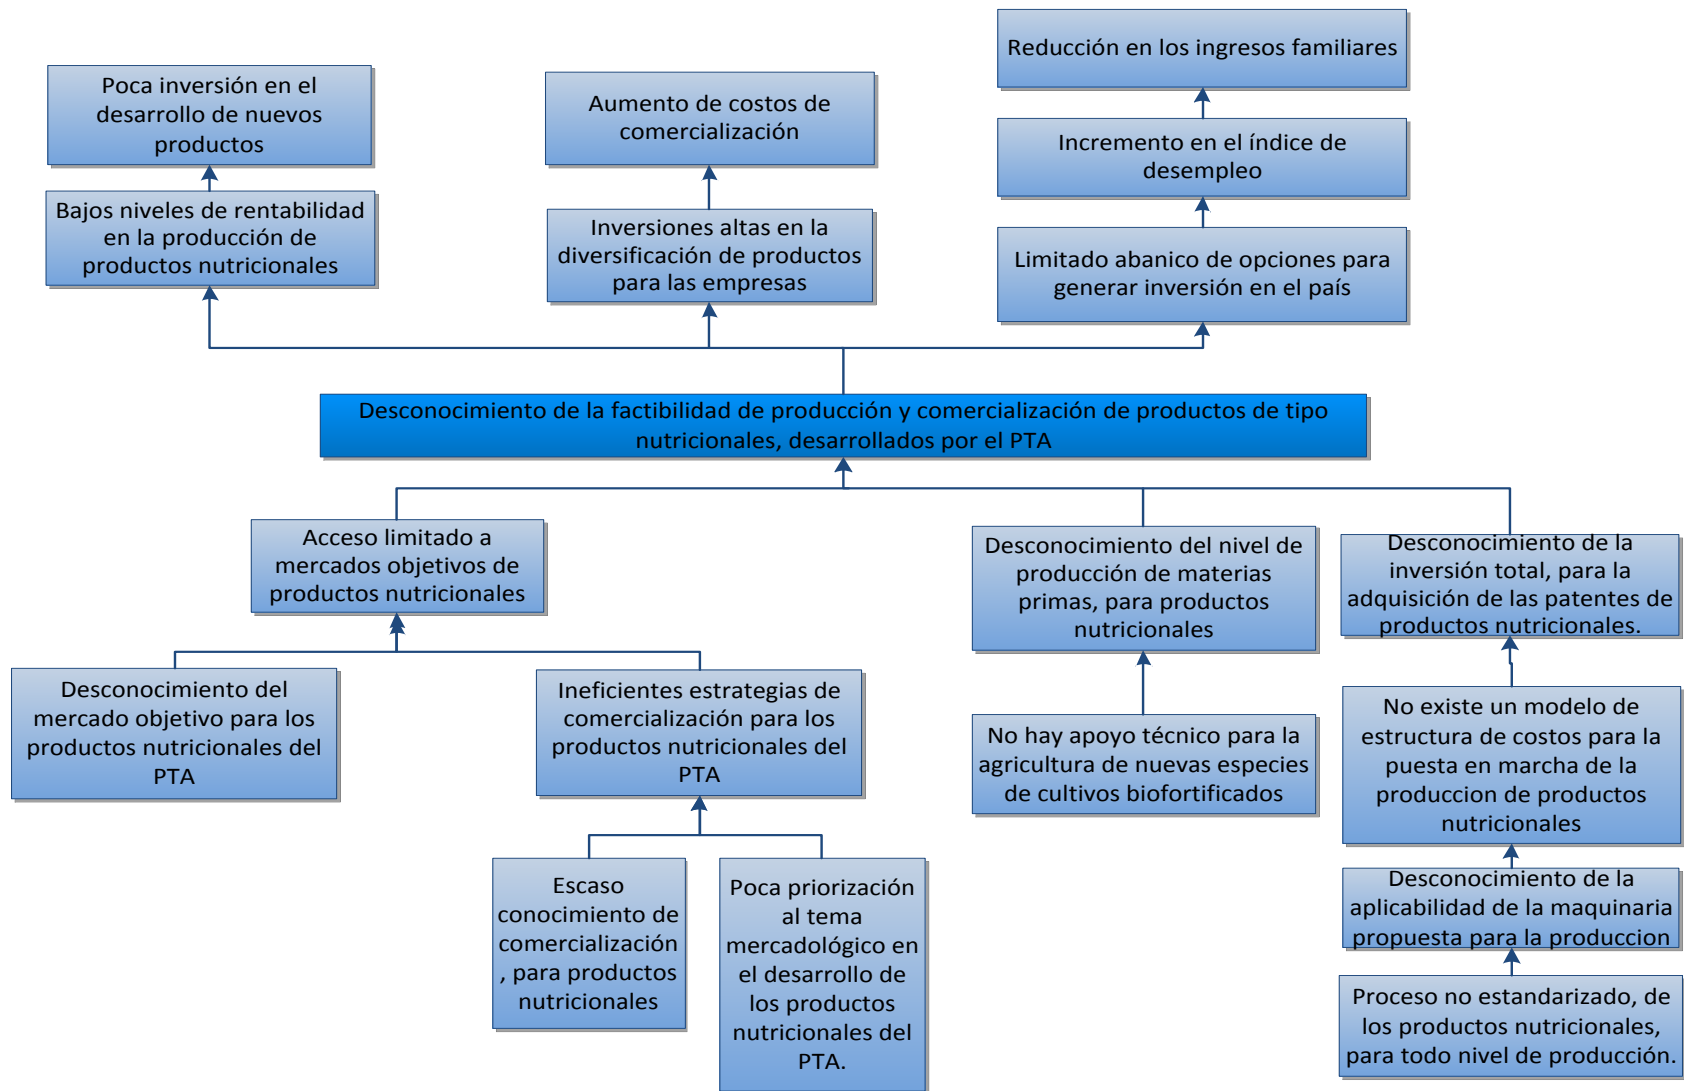 Reducción en los ingresos familiares
Poca inversión en el
desarrollo de nuevos
productos
Aumento de costos de
comercialización
Incremento en el índice de
desempleo
Bajos niveles de rentabilidad
en la producción de
productos nutricionales
Inversiones altas en la
diversificación de productos
para las empresas
Limitado abanico de opciones para
generar inversión en el país
Desconocimiento de la factibilidad de producción y comercialización de productos de tipo
nutricionales, desarrollados por el PTA
Acceso limitado a
mercados objetivos de
productos nutricionales
Desconocimiento del nivel de
producción de materias
primas, para productos
nutricionales
Desconocimiento de la
inversión total, para la
adquisición de las patentes de
productos nutricionales.
Desconocimiento del
mercado objetivo para los
productos nutricionales del
PTA
Ineficientes estrategias de
comercialización para los
productos nutricionales del
PTA
No hay apoyo técnico para la
agricultura de nuevas especies
de cultivos biofortificados
No existe un modelo de
estructura de costos para la
puesta en marcha de la
produccion de productos
nutricionales
Escaso
conocimiento de
comercialización
, para productos
nutricionales
Poca priorización
al tema
mercadológico en
el desarrollo de
los productos
nutricionales del
PTA.
Desconocimiento de la
aplicabilidad de la maquinaria
propuesta para la produccion
Proceso no estandarizado, de
los productos nutricionales,
para todo nivel de producción.